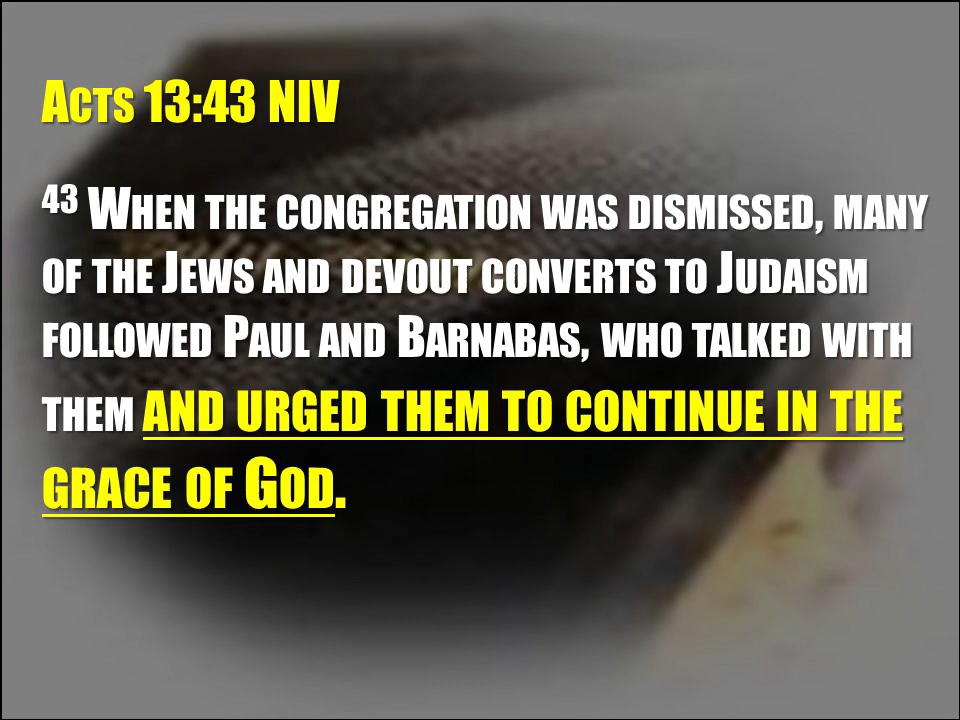 Acts 13:43 NIV
43 When the congregation was dismissed, many
of the Jews and devout converts to Judaism
followed Paul and Barnabas, who talked with
them and urged them to continue in the
grace of God.